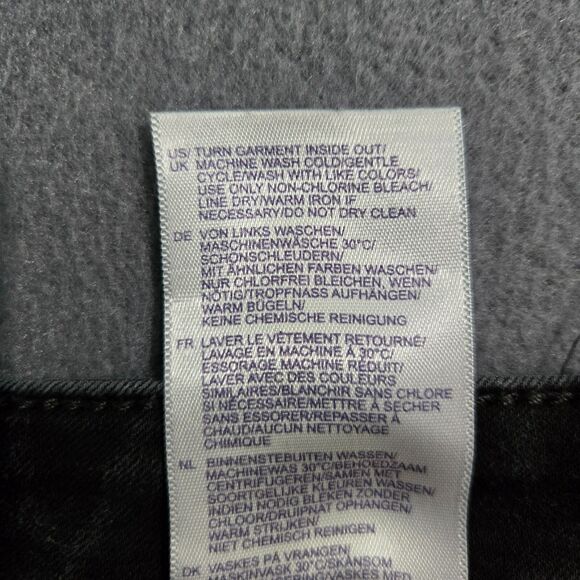 US/ TURN GARMENT INSIDE OUT/
UK MACHINE WASH COLD/GENTLE
CYCLE/WASH WITH LIKE COLORS/
USE ONLY NON-CHLORINE BLEACH/
LINE DRY/WARM IRON IF
NECESSARY/DO NOT DRY CLEAN
DE VON LINKS WASCHEN/
MASCHINENWÄSCHE 30°C/
SCHONSCHLEUDERN/
MIT ÄHNLICHEN FARBEN WASCHEN/
NUR CHLORFREI BLEICHEN, WENN
NÖTIG/TROPFNASS AUFHÄNGEN/
WARM BÜGELN/
KEINE CHEMISCHE REINIGUNG
FR LAVER LE VÊTEMENT RETOURNÉ/
LAVAGE EN MACHINE À 30°C/
ESSORAGE MACHINE RÉDUIT/
LAVER AVEC DES COULEURS
SIMILAIRES/BLANCHIR SANS CHLORE
SI NÉCESSAIRE/METTRE À SÉCHER
SANS ESSORER/REPASSER À
CHAUD/AUCUN NETTOYAGE
CHIMIQUE
NL BINNENSTEBUITEN WASSEN/
MACHINEWAS 30°C/BEHOEDZAAM
CENTRIFUGEREN/SAMEN MET
SOORTGELIJKE KLEUREN WASSEN/
INDIEN NODIG BLEKEN ZONDER
CHLOOR/DRUIPNAT OPHANGEN/
WARM STRIJKEN/
NIET CHEMISCH REINIGEN
DK VASKES PÅ VRANGEN/
MASKINVASK 30°C/SKÅNSOM
/VASKES MED